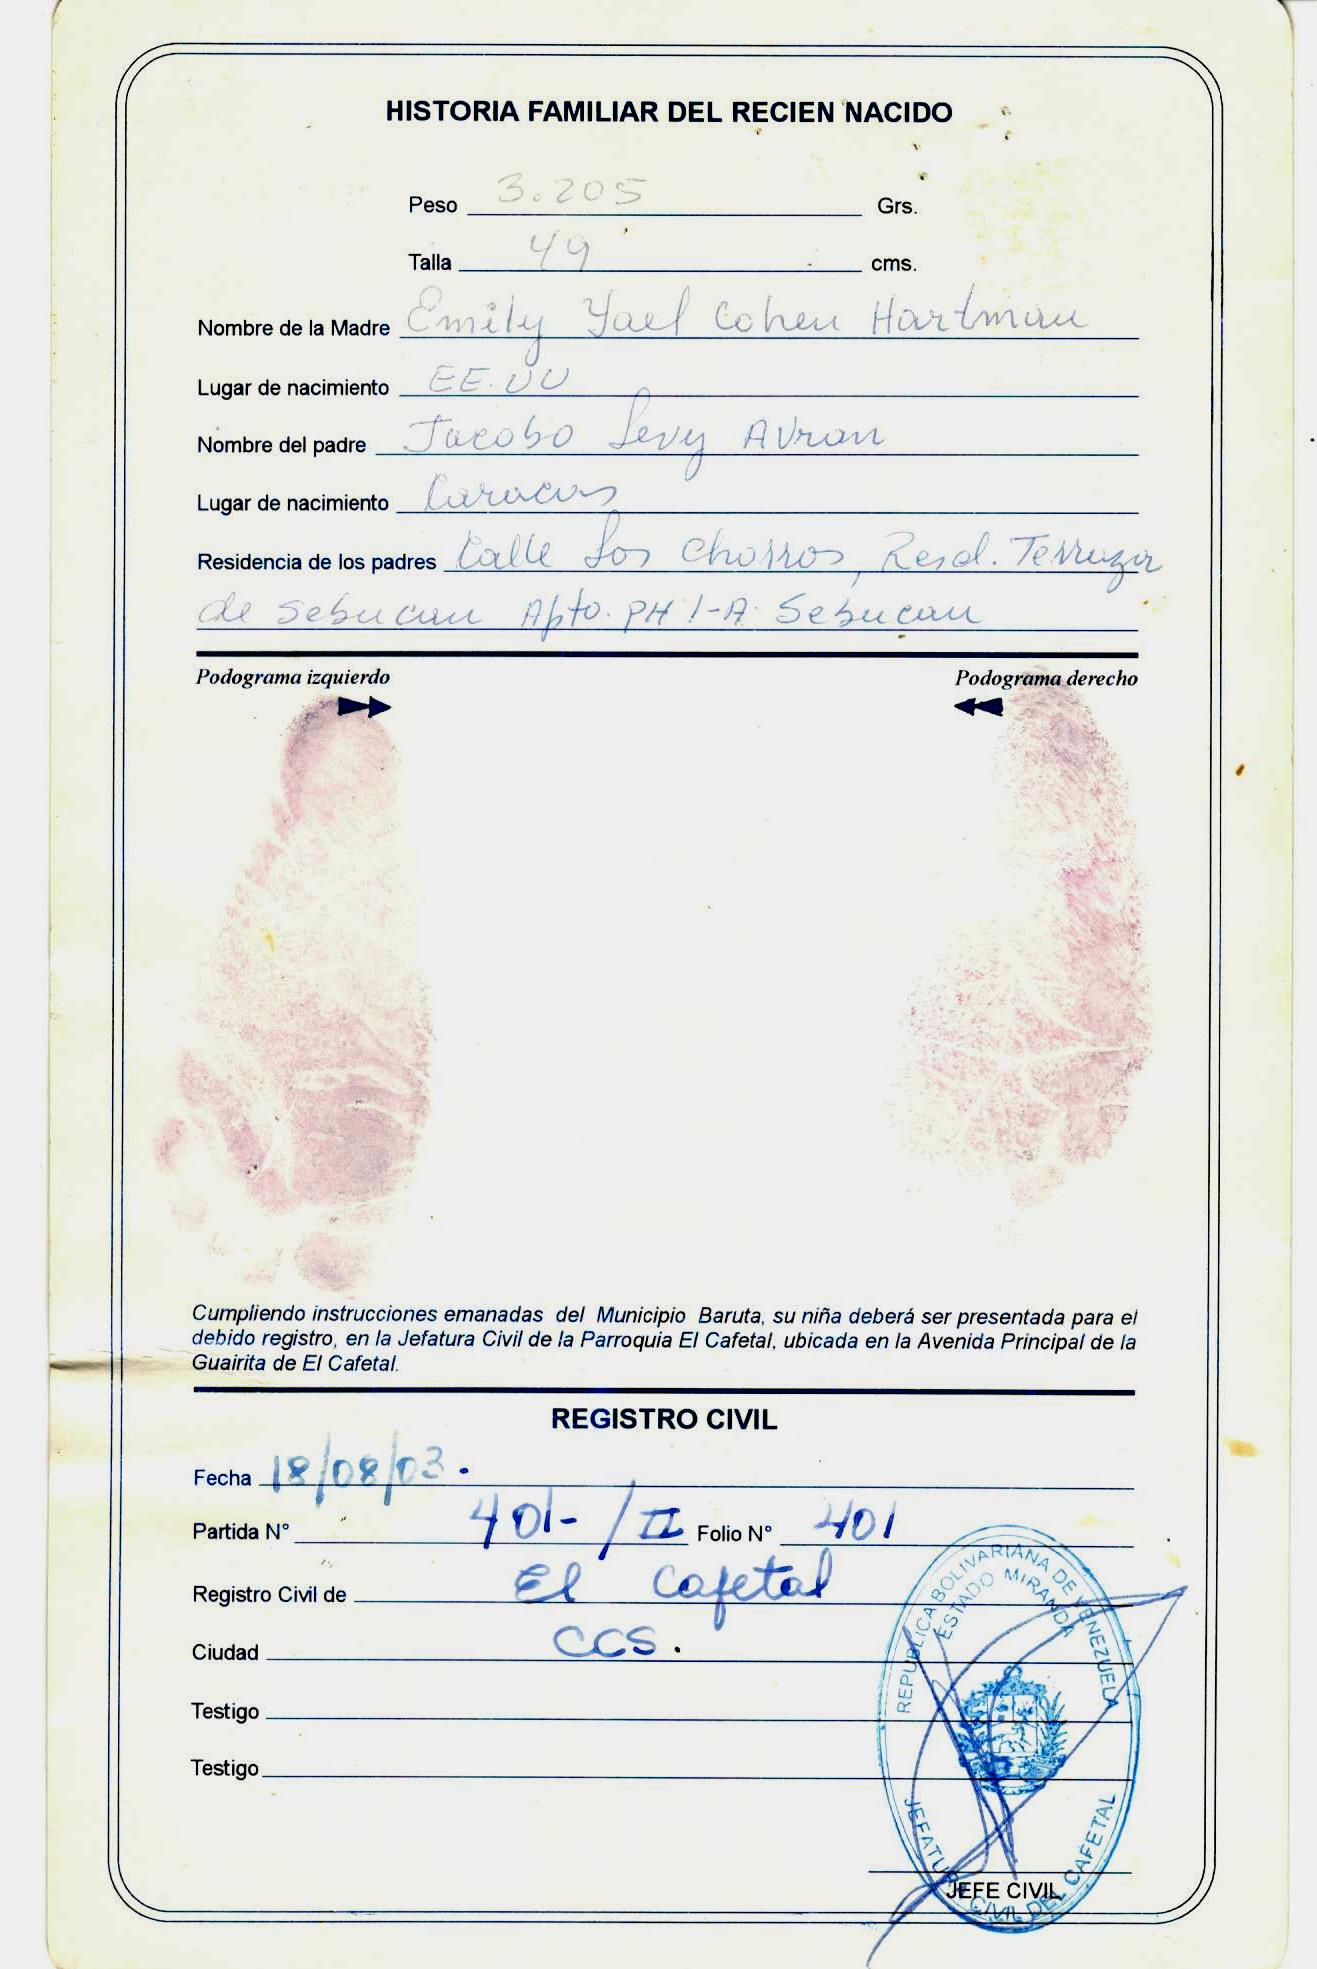 HISTORIA FAMILIAR DEL RECIEN NACIDO
Peso 3.205 Grs.
Talla 49 cms.
Nombre de la Madre Emily Yael Cohen Hartman
Lugar de nacimiento EE.UU
Nombre del padre Jacobo Levy Avran
Lugar de nacimiento Caracas
Residencia de los padres Calle Los Chorros, Resd. Terraza
de Sebucan Apto. PH 1-A. Sebucan
Podograma izquierdo Podograma derecho
Cumpliendo instrucciones emanadas del Municipio Baruta, su niña deberá ser presentada para el
debido registro, en la Jefatura Civil de la Parroquia El Cafetal, ubicada en la Avenida Principal de la
Guairita de El Cafetal.
REGISTRO CIVIL
Fecha 18/08/03.
Partida N° 401-/II Folio N° 401
Registro Civil de El Cafetal
Ciudad CCS.
Testigo
Testigo
REPUBLICA BOLIVARIANA DE VENEZUELA
ESTADO MIRANDA
JEFATURA CIVIL DEL CAFETAL
JEFE CIVIL